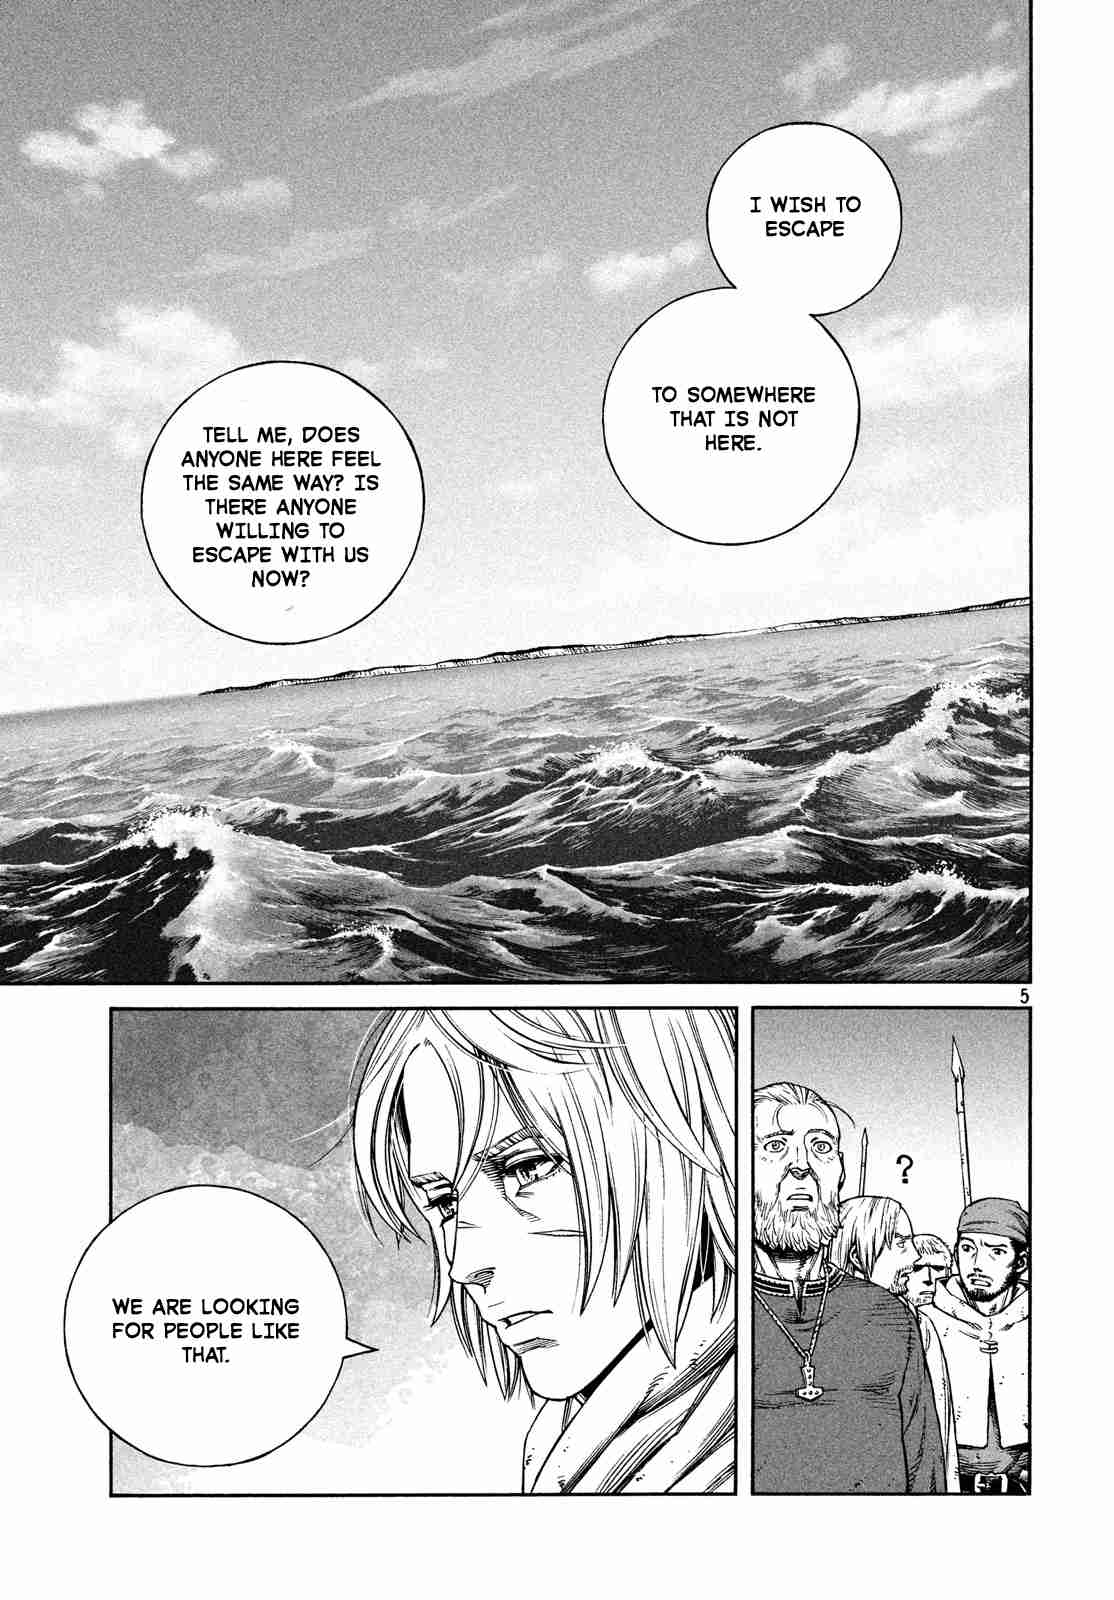 I WISH TO
ESCAPE
TO SOMEWHERE
THAT IS NOT
HERE.
TELL ME, DOES
ANYONE HERE FEEL
THE SAME WAY? IS
THERE ANYONE
WILLING TO
ESCAPE WITH US
NOW?
5
?
WE ARE LOOKING
FOR PEOPLE LIKE
THAT.